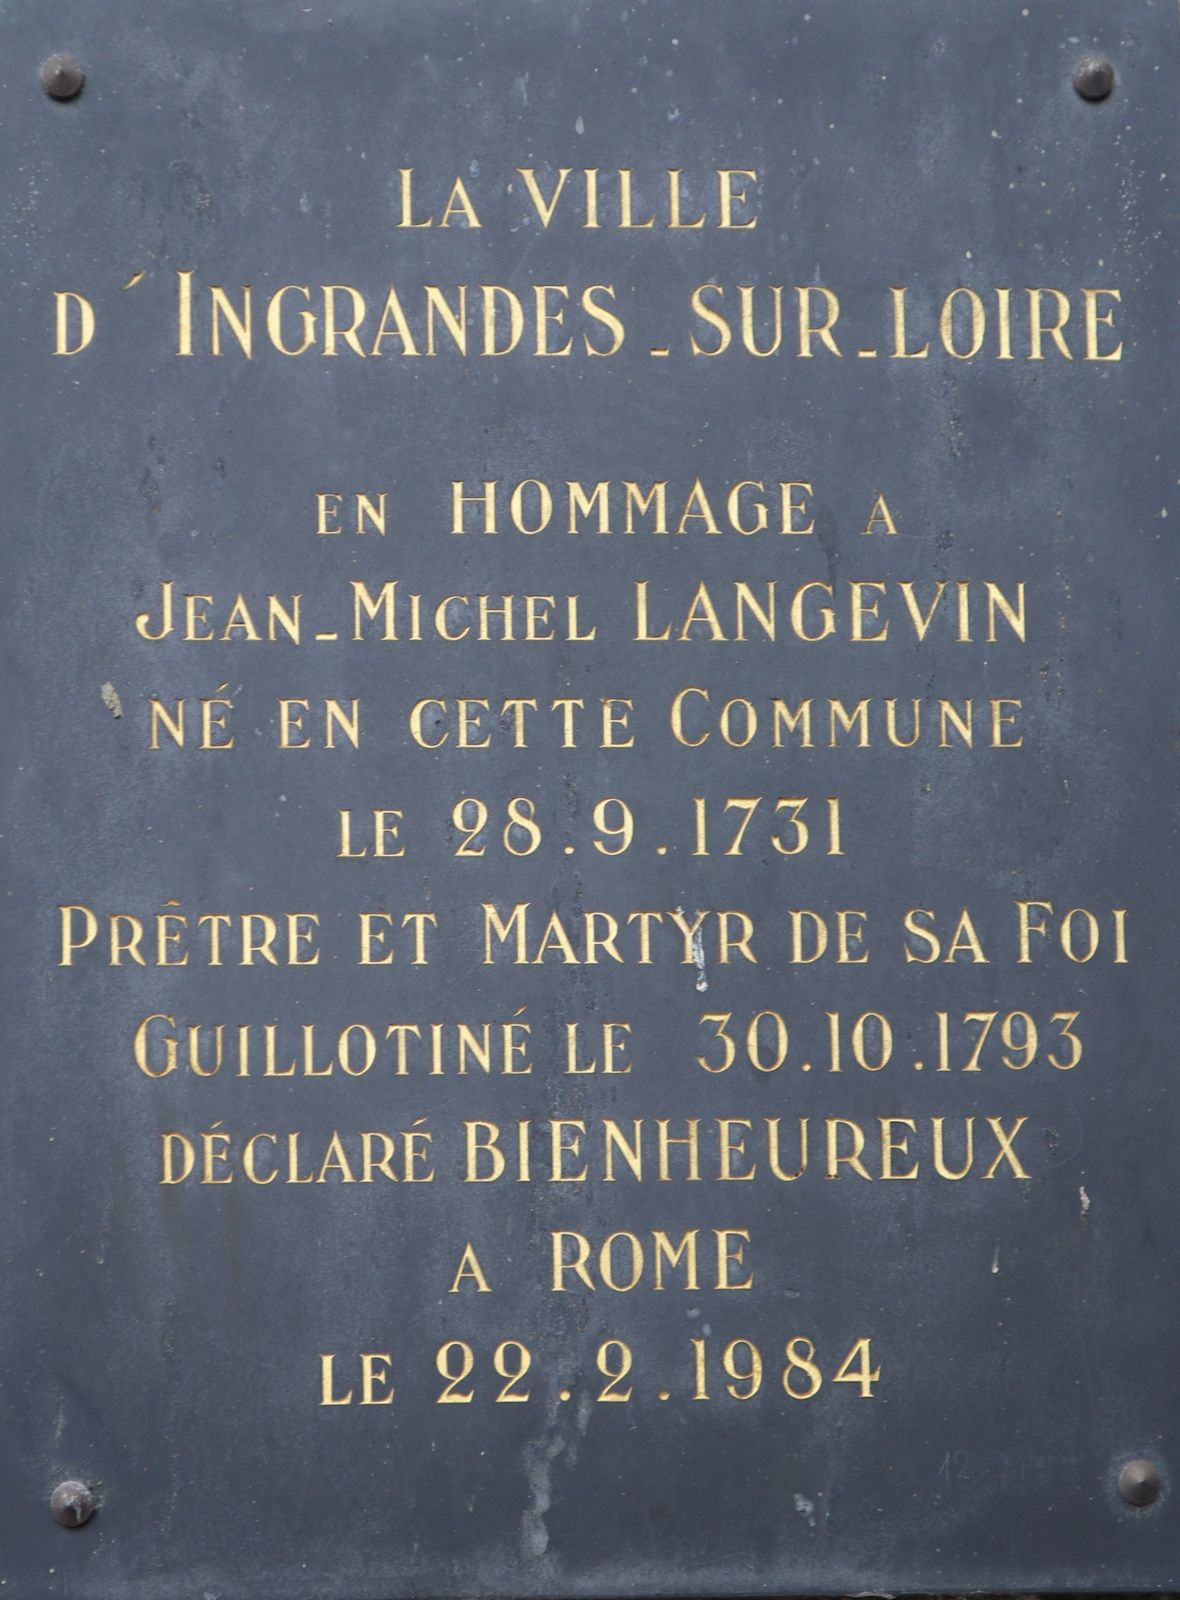 LA VILLE
D´INGRANDES-SUR-LOIRE
EN HOMMAGE A
JEAN-MICHEL LANGEVIN
NÉ EN CETTE COMMUNE
LE 28.9.1731
PRÊTRE ET MARTYR DE SA FOI
GUILLOTINÉ LE 30.10.1793
DÉCLARÉ BIENHEUREUX
A ROME
LE 22.2.1984